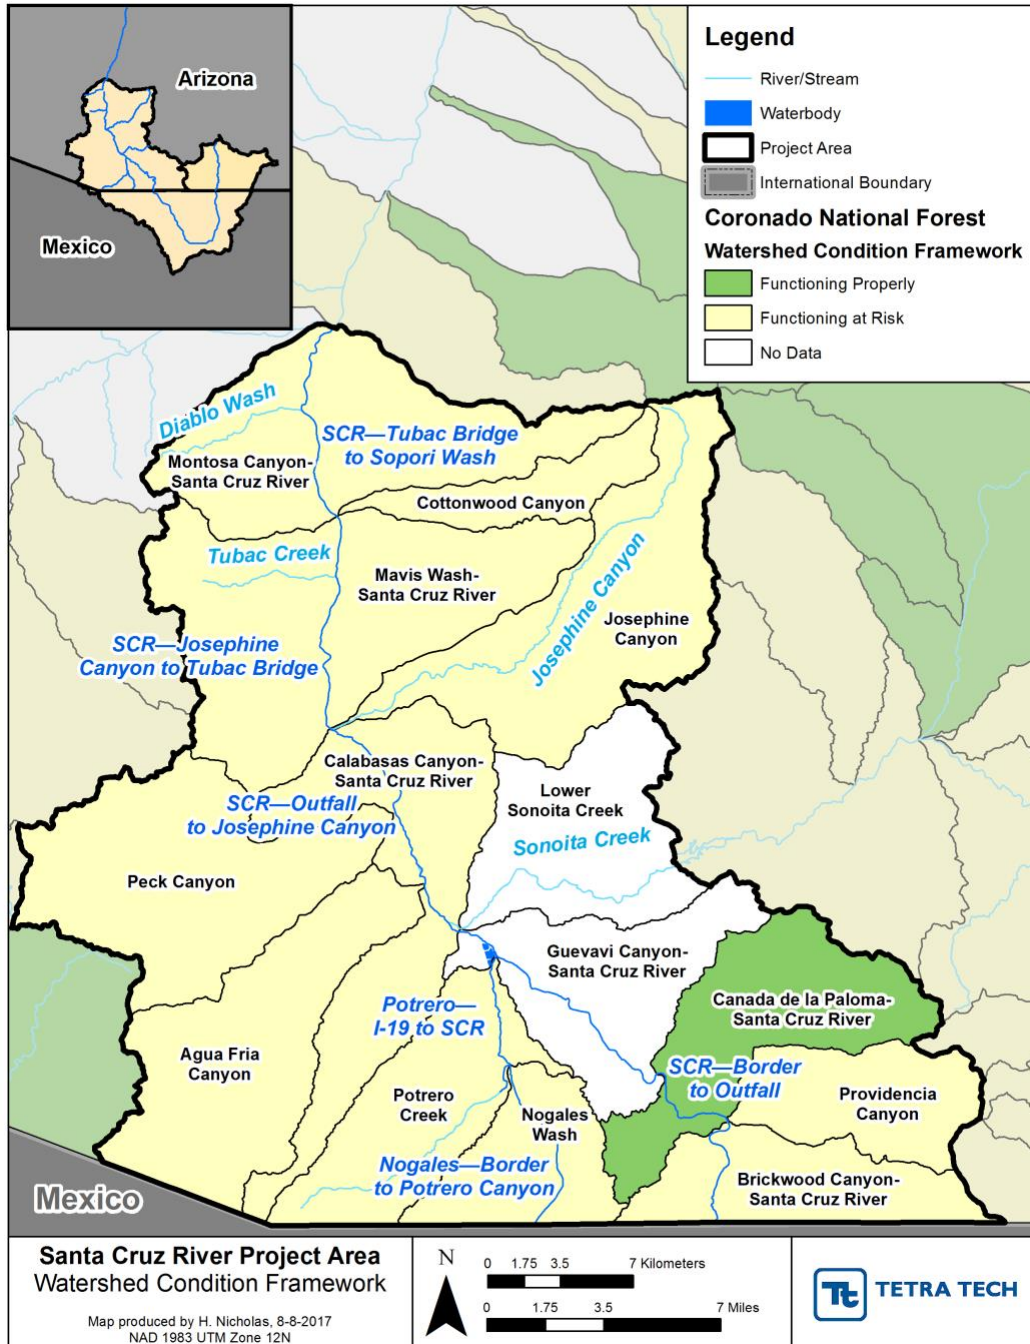 Arizona
Mexico
Legend
River/Stream
Waterbody
Project Area
International Boundary
Coronado National Forest
Watershed Condition Framework
Functioning Properly
Functioning at Risk
No Data
Diablo Wash
SCR—Tubac Bridge
to Sopori Wash
Montosa Canyon-
Santa Cruz River
Cottonwood Canyon
Tubac Creek
Mavis Wash-
Santa Cruz River
Josephine Canyon
Josephine
Canyon
SCR—Josephine
Canyon to Tubac Bridge
Calabasas Canyon-
Santa Cruz River
SCR—Outfall
to Josephine Canyon
Lower
Sonoita Creek
Sonoita Creek
Peck Canyon
Guevavi Canyon-
Santa Cruz River
Canada de la Paloma-
Santa Cruz River
Potrero—
I-19 to SCR
Agua Fria
Canyon
SCR—Border
to Outfall
Potrero
Creek
Nogales
Wash
Providencia
Canyon
Nogales—Border
to Potrero Canyon
Brickwood Canyon-
Santa Cruz River
Mexico
Santa Cruz River Project Area
Watershed Condition Framework
Map produced by H. Nicholas, 8-8-2017
NAD 1983 UTM Zone 12N
N
0 1.75 3.5 7 Kilometers
0 1.75 3.5 7 Miles
Tt TETRA TECH